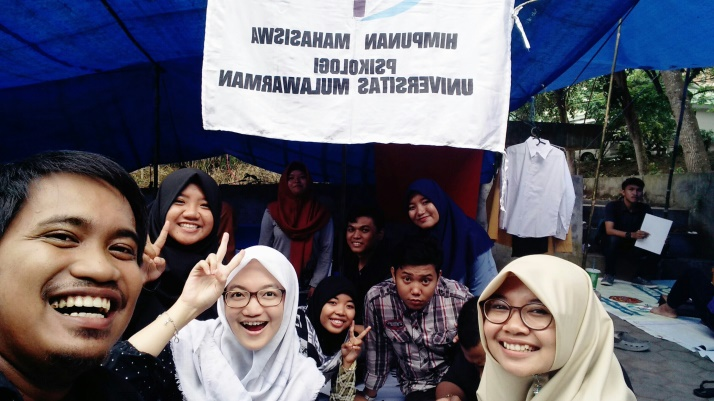 HIMPUNAN MAHASISWA
PSIKOLOGI
UNIVERSITAS MULAWARMAN